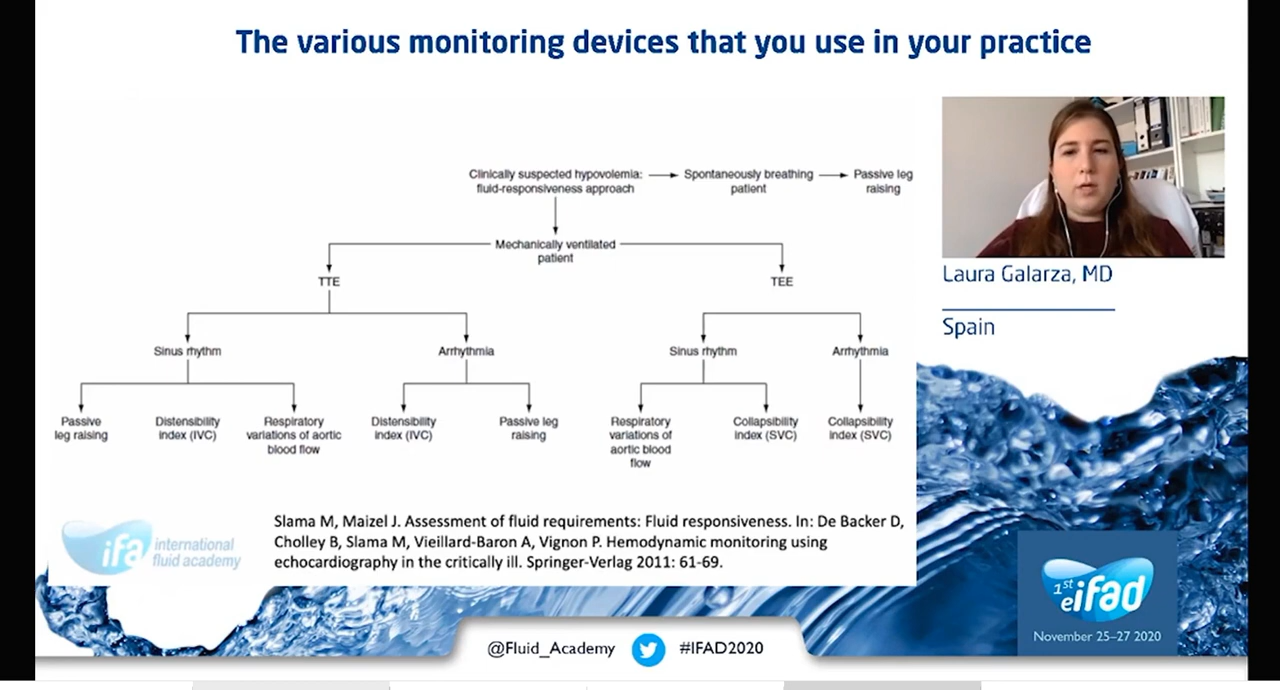 The various monitoring devices that you use in your practice
Clinically suspected hypovolemia:
fluid-responsiveness approach
Spontaneously breathing
patient
Passive leg
raising
Mechanically ventilated
patient
TTE
TEE
Sinus rhythm
Arrhythmia
Sinus rhythm
Arrhythmia
Passive
leg raising
Distensibility
index (IVC)
Respiratory
variations of aortic
blood flow
Distensibility
index (IVC)
Passive leg
raising
Respiratory
variations of
aortic blood
flow
Collapsibility
index (SVC)
Collapsibility
index (SVC)
Slama M, Maizel J. Assessment of fluid requirements: Fluid responsiveness. In: De Backer D,
Cholley B, Slama M, Vieillard-Baron A, Vignon P. Hemodynamic monitoring using
echocardiography in the critically ill. Springer-Verlag 2011: 61-69.
ifa international
fluid academy
Laura Galarza, MD
Spain
1st
eifad
November 25-27 2020
@Fluid_Academy
#IFAD2020